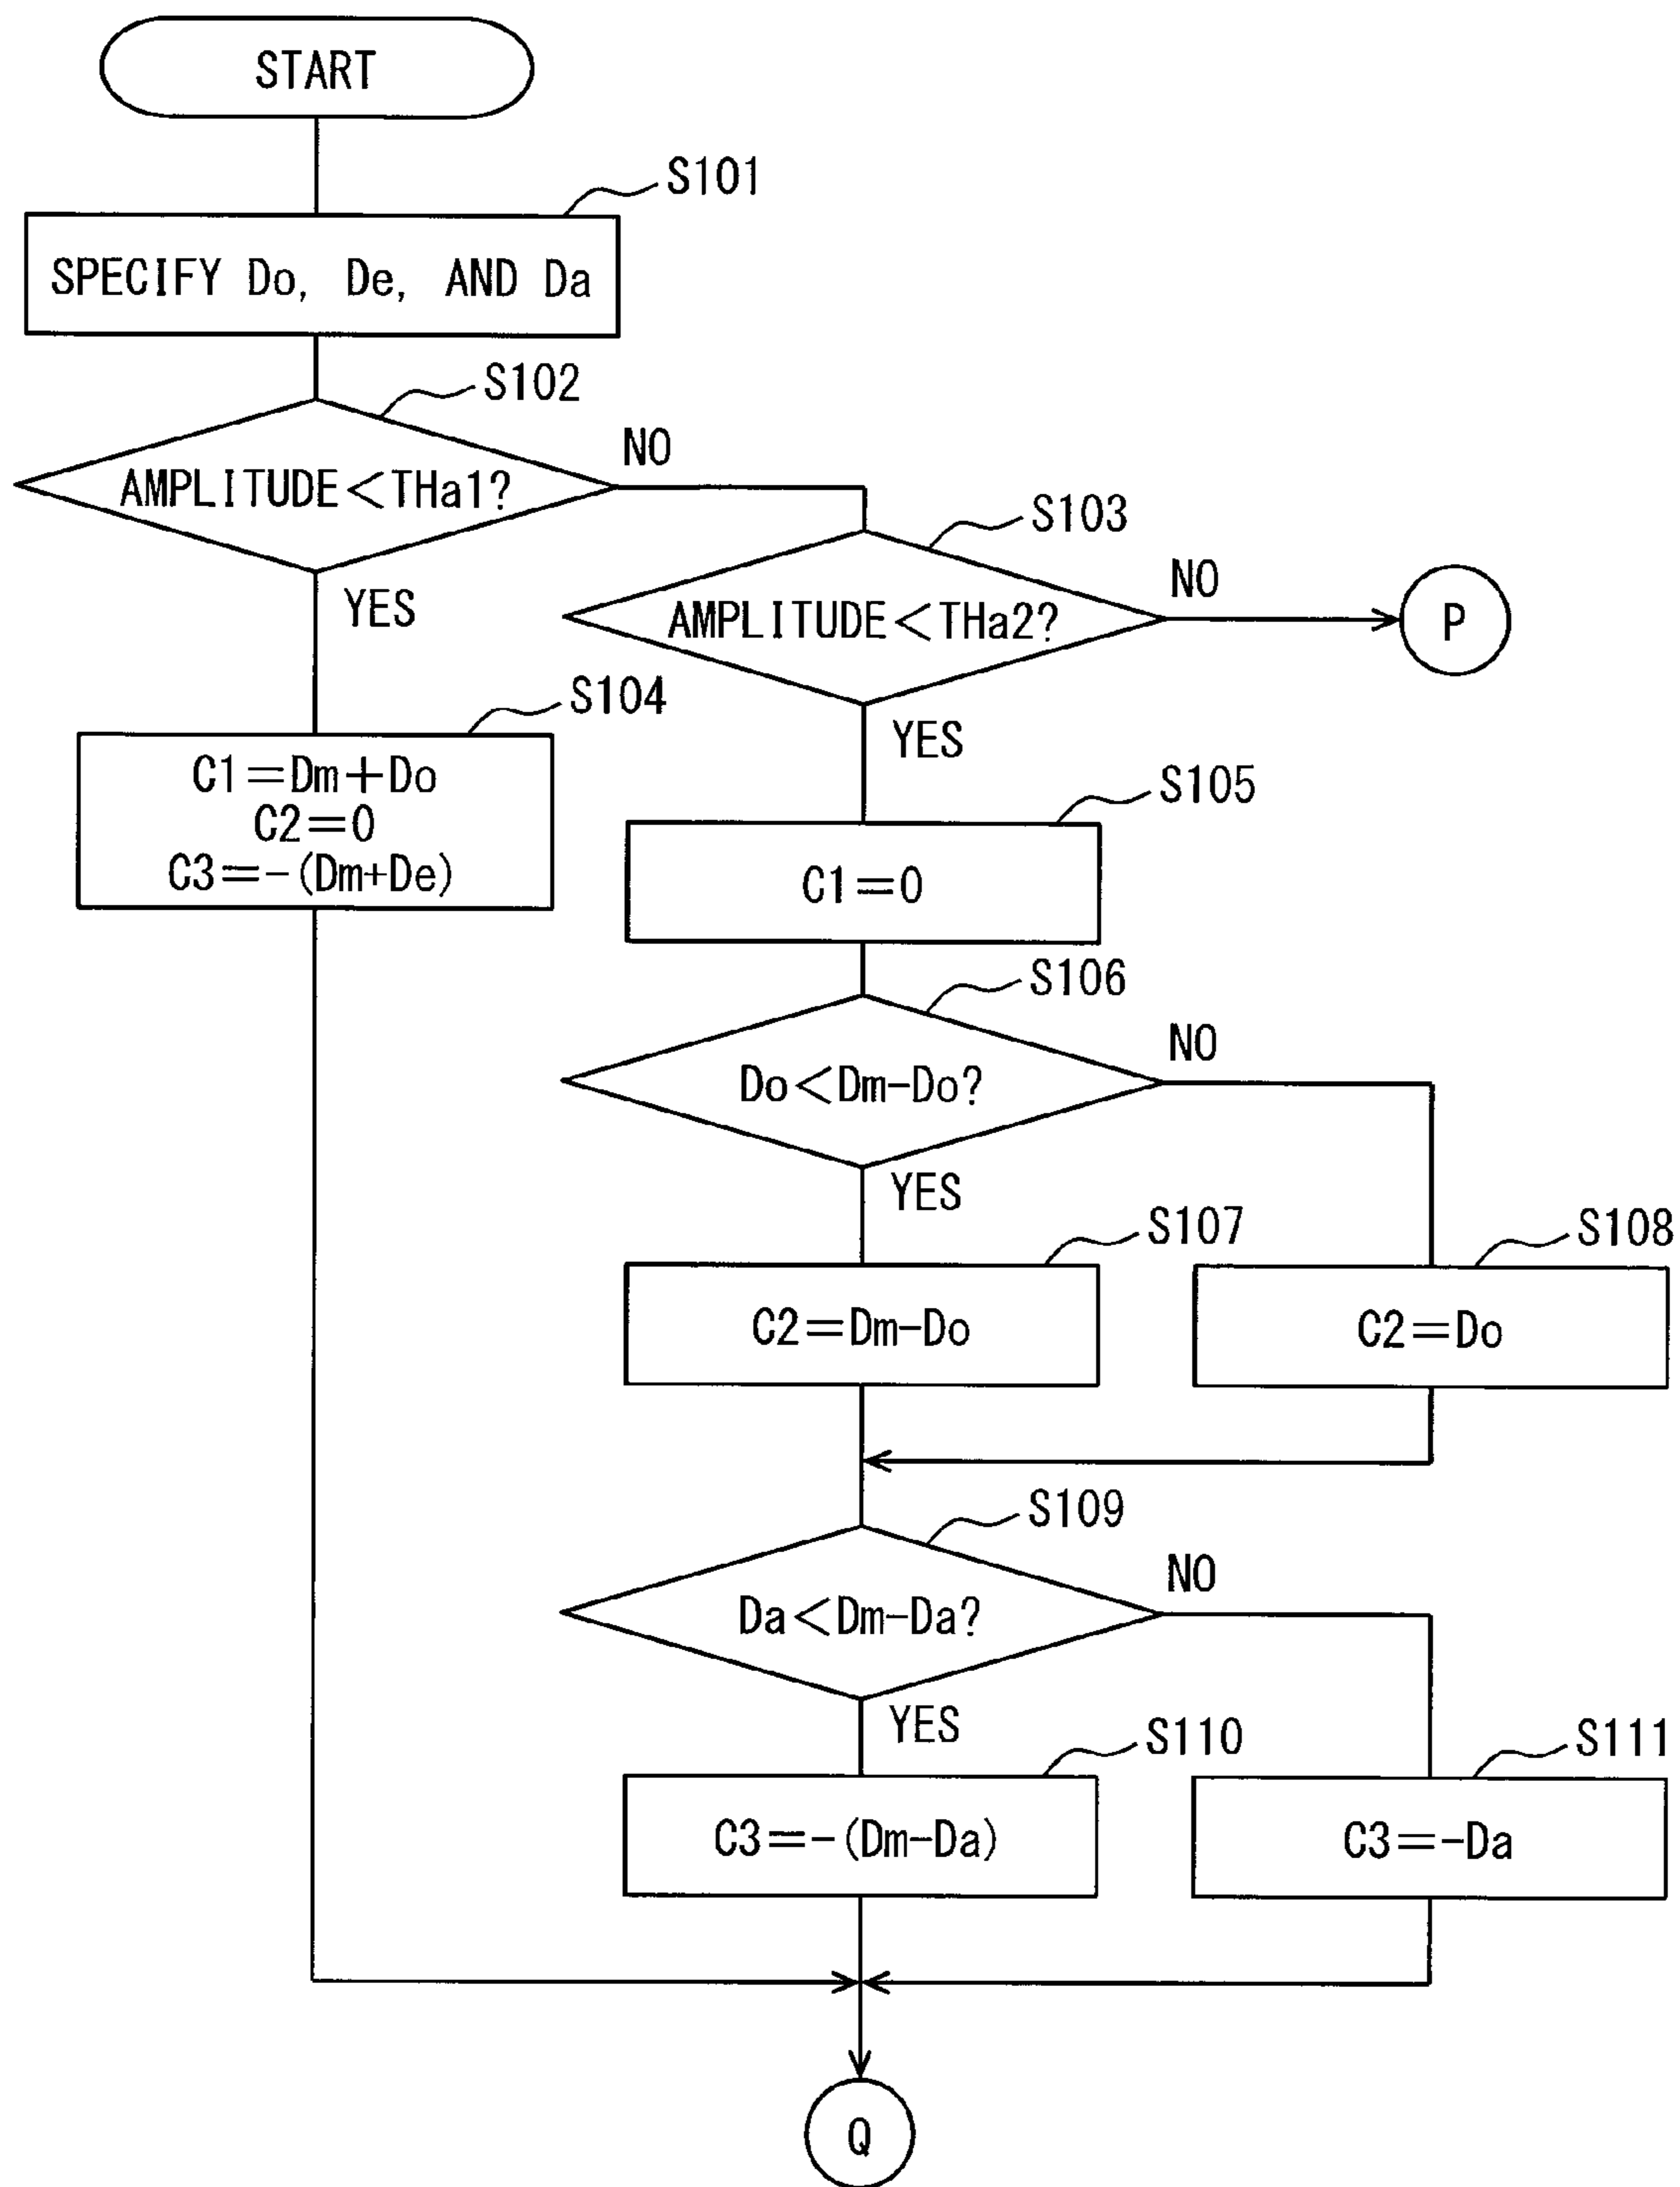 START
S101
SPECIFY Do, De, AND Da
S102
AMPLITUDE<THa1?
NO
YES
S103
AMPLITUDE<THa2?
NO
P
YES
S104
C1=Dm+Do
C2=0
C3=-(Dm+De)
S105
C1=0
S106
Do<Dm-Do?
NO
YES
S107
C2=Dm-Do
S108
C2=Do
S109
Da<Dm-Da?
NO
YES
S110
C3=-(Dm-Da)
S111
C3=-Da
Q